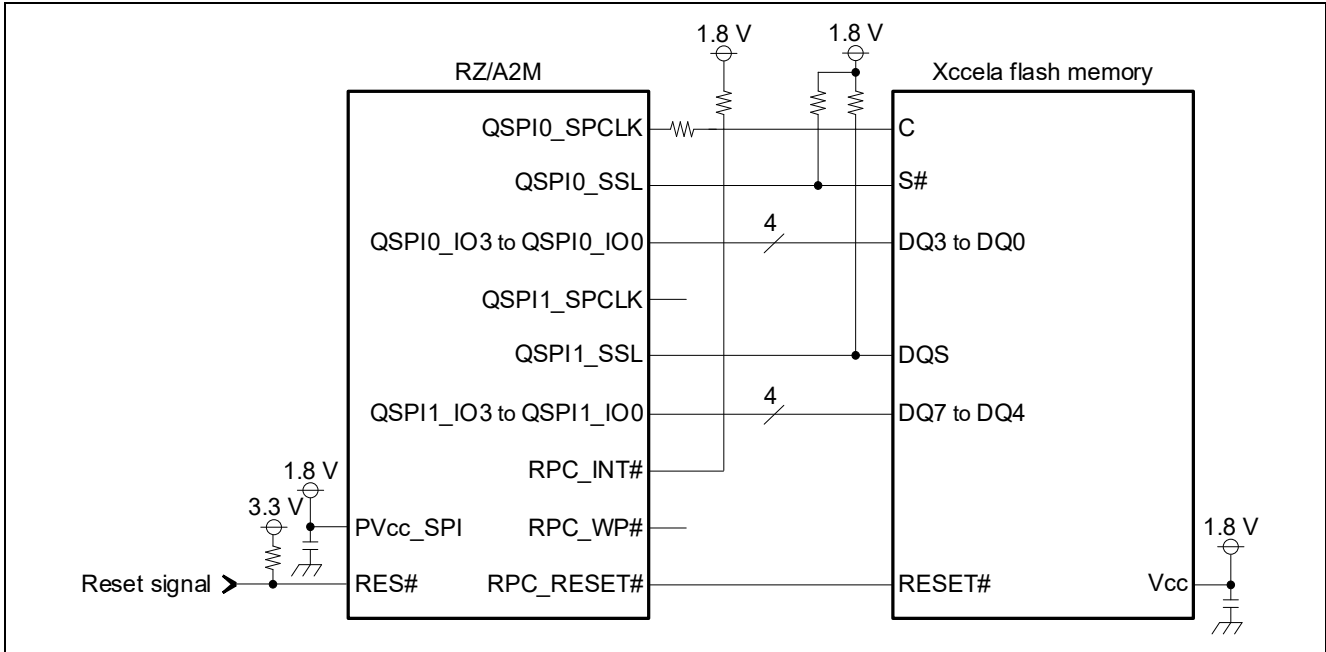 1.8 V
1.8 V
RZ/A2M
Xccela flash memory
QSPI0_SPCLK
C
QSPI0_SSL
S#
QSPI0_IO3 to QSPI0_IO0
4
DQ3 to DQ0
QSPI1_SPCLK
QSPI1_SSL
DQS
QSPI1_IO3 to QSPI1_IO0
4
DQ7 to DQ4
RPC_INT#
1.8 V
3.3 V
PVcc_SPI
RPC_WP#
1.8 V
Reset signal
RES#
RPC_RESET#
RESET#
Vcc